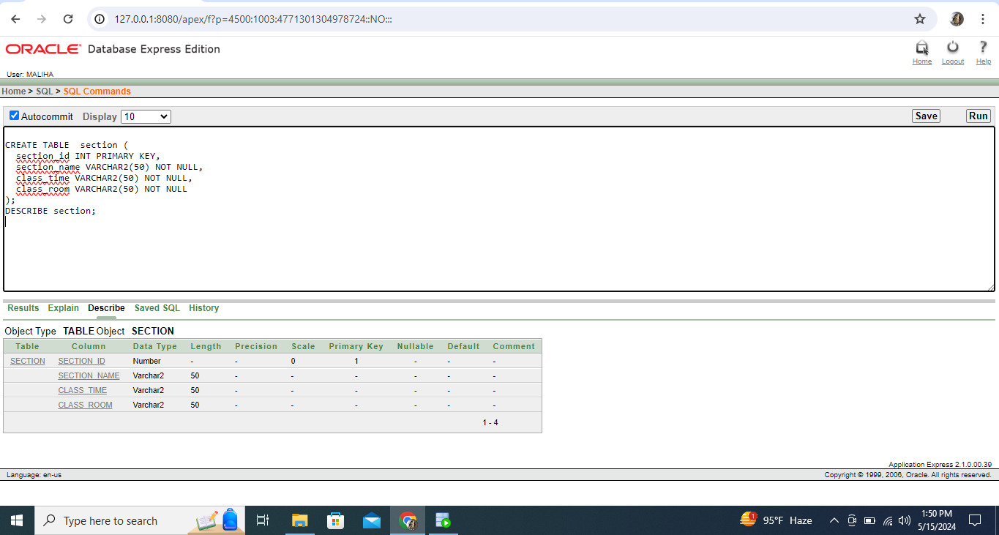 127.0.0.1:8080/apex/f?p=4500:1003:4771301304978724::NO:::
ORACLE Database Express Edition
Home Logout Help
User: MALIHA
Home > SQL > SQL Commands
Autocommit Display 10 Save Run
CREATE TABLE  section (
  section_id INT PRIMARY KEY,
  section_name VARCHAR2(50) NOT NULL,
  class_time VARCHAR2(50) NOT NULL,
  class_room VARCHAR2(50) NOT NULL
);
DESCRIBE section;
Results Explain Describe Saved SQL History
Object Type TABLE Object SECTION
Table Column Data Type Length Precision Scale Primary Key Nullable Default Comment
SECTION SECTION_ID Number - - 0 1 - - -
SECTION_NAME Varchar2 50 - - - - - -
CLASS_TIME Varchar2 50 - - - - - -
CLASS_ROOM Varchar2 50 - - - - - -
1 - 4
Application Express 2.1.0.00.39
Language: en-us Copyright © 1999, 2006, Oracle. All rights reserved.
Type here to search 1 95°F Haze 1:50 PM
5/15/2024